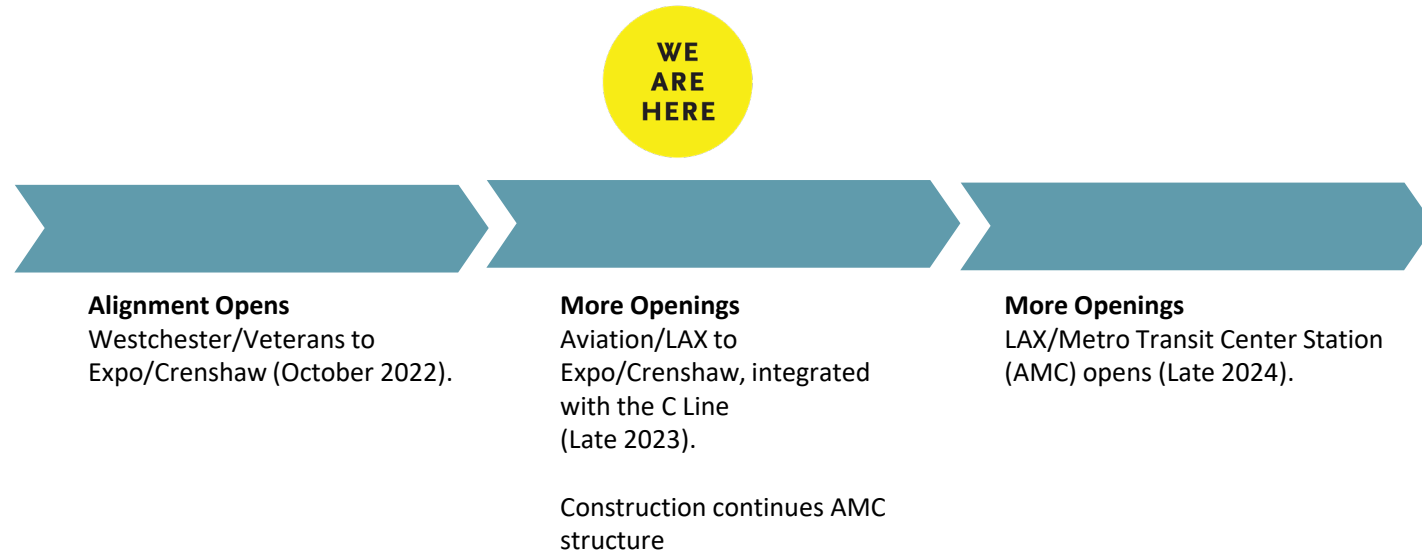 WE
ARE
HERE
Alignment Opens
Westchester/Veterans to
Expo/Crenshaw (October 2022).
More Openings
Aviation/LAX to
Expo/Crenshaw, integrated
with the C Line
(Late 2023).
Construction continues AMC
structure
More Openings
LAX/Metro Transit Center Station
(AMC) opens (Late 2024).